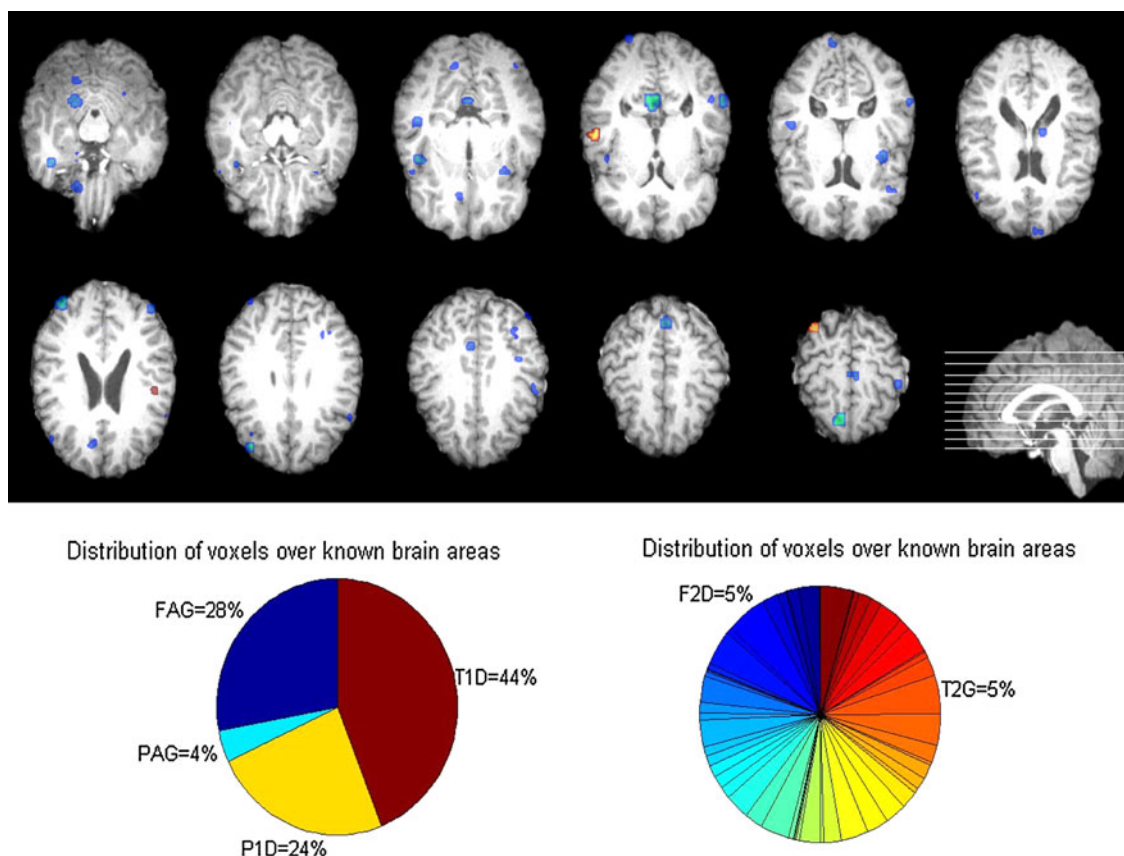 Distribution of voxels over known brain areas
FAG=28%
T1D=44%
PAG=4%
P1D=24%
Distribution of voxels over known brain areas
F2D=5%
T2G=5%